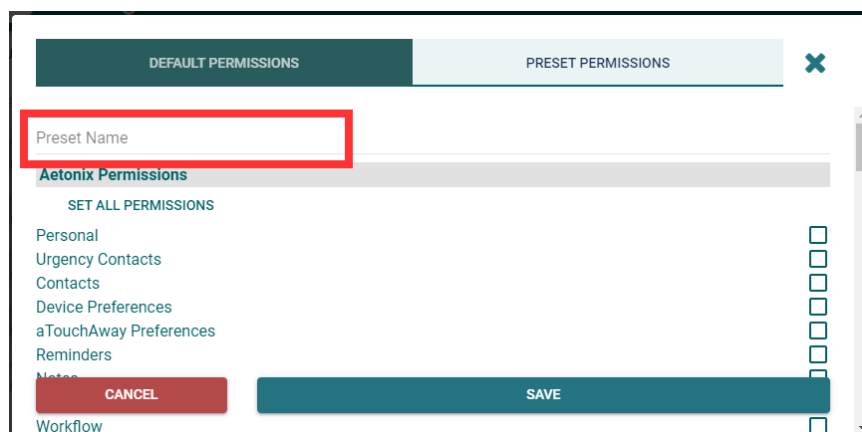 DEFAULT PERMISSIONS
PRESET PERMISSIONS
Preset Name
Aetonix Permissions
SET ALL PERMISSIONS
Personal
Urgency Contacts
Contacts
Device Preferences
aTouchAway Preferences
Reminders
Notes
CANCEL
SAVE
Workflow